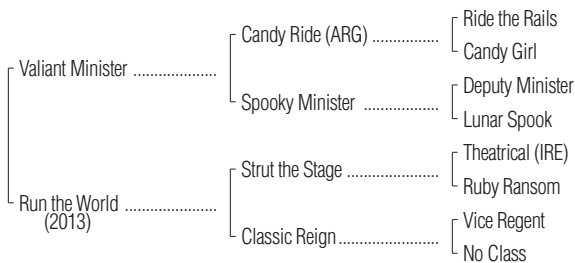 Ride the Rails
Candy Ride (ARG) ..................
Candy Girl
Valiant Minister .....................
Deputy Minister
Spooky Minister ....................
Lunar Spook
Theatrical (IRE)
Strut the Stage .......................
Ruby Ransom
Run the World .......................
(2013)
Vice Regent
Classic Reign .........................
No Class